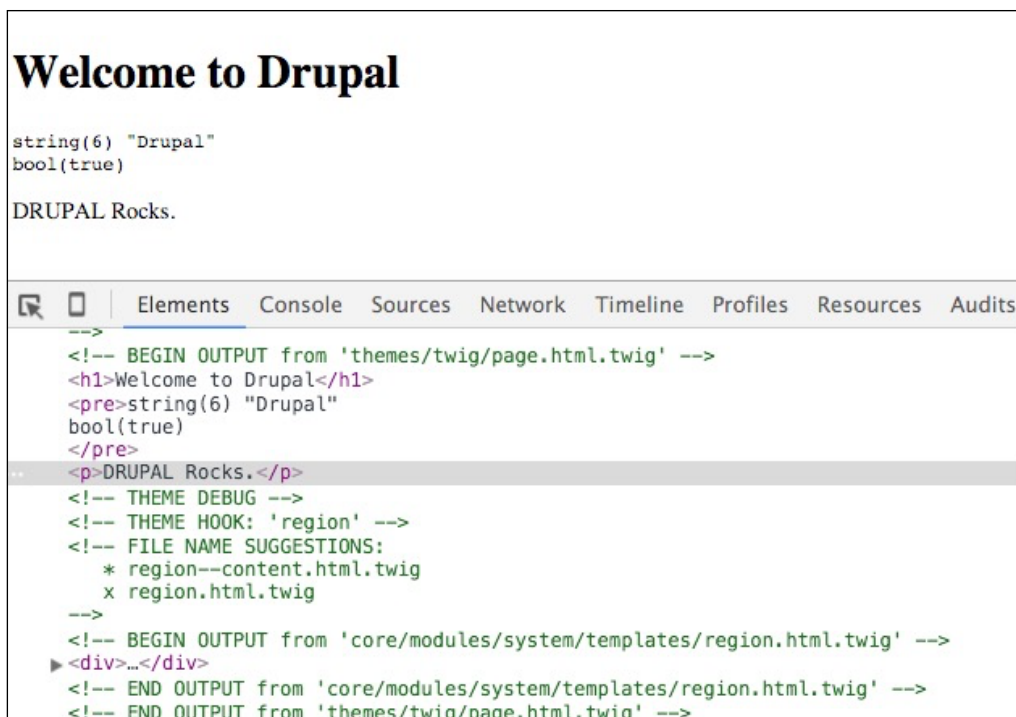 Welcome to Drupal
string(6) "Drupal"
bool(true)
DRUPAL Rocks.
Elements Console Sources Network Timeline Profiles Resources Audits
-->
<!-- BEGIN OUTPUT from 'themes/twig/page.html.twig' -->
<h1>Welcome to Drupal</h1>
<pre>string(6) "Drupal"
bool(true)
</pre>
<p>DRUPAL Rocks.</p>
<!-- THEME DEBUG -->
<!-- THEME HOOK: 'region' -->
<!-- FILE NAME SUGGESTIONS:
* region--content.html.twig
x region.html.twig
-->
<!-- BEGIN OUTPUT from 'core/modules/system/templates/region.html.twig' -->
<div>…</div>
<!-- END OUTPUT from 'core/modules/system/templates/region.html.twig' -->
<!-- END OUTPUT from 'themes/twig/page.html.twig' -->